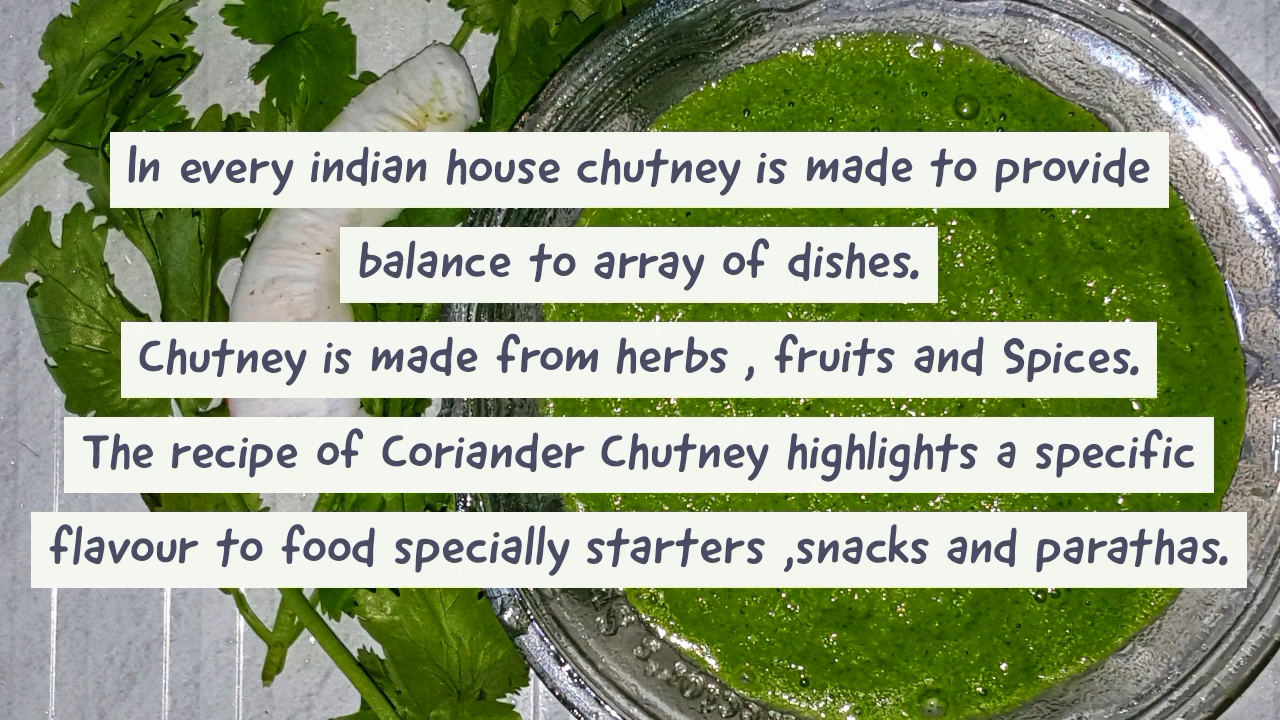 In every indian house chutney is made to provide
balance to array of dishes.
Chutney is made from herbs , fruits and Spices.
The recipe of Coriander Chutney highlights a specific
flavour to food specially starters ,snacks and parathas.